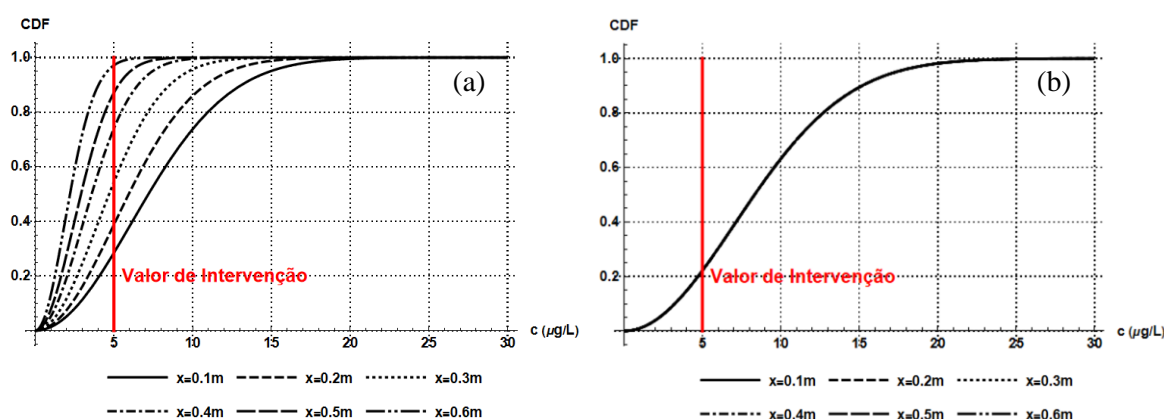 CDF
1.0
0.8
0.6
0.4
0.2
(a)
Valor de Intervenção
5
10
15
20
25
30
c (µg/L)
x=0.1m
x=0.2m
x=0.3m
x=0.4m
x=0.5m
x=0.6m
CDF
1.0
0.8
0.6
0.4
0.2
(b)
Valor de Intervenção
5
10
15
20
25
30
c (µg/L)
x=0.1m
x=0.2m
x=0.3m
x=0.4m
x=0.5m
x=0.6m